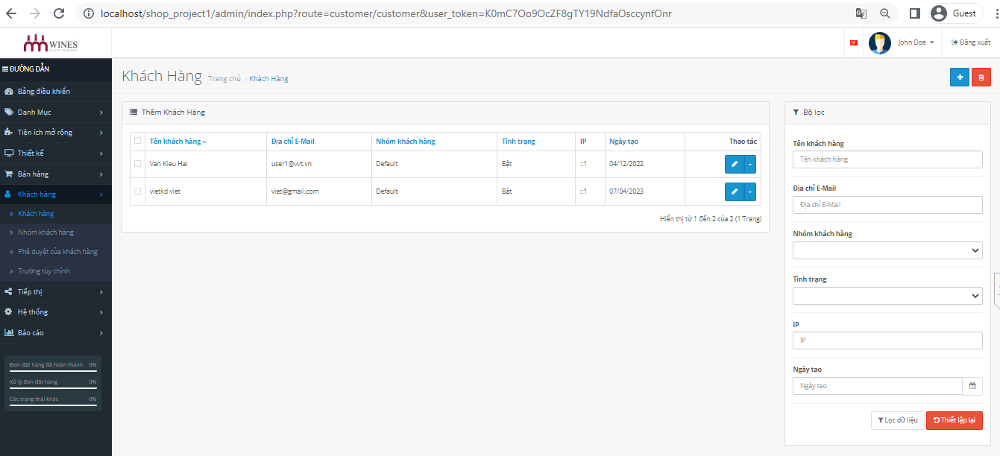 localhost/shop_project1/admin/index.php?route=customer/customer&user_token=K0mC7Oo9OcZF8gTY19NdfaOsccynfOnr
Guest
WINES
John Doe
Đăng xuất
ĐƯỜNG DẪN
Bảng điều khiển
Danh Mục
Tiện ích mở rộng
Thiết kế
Bán hàng
Khách hàng
» Khách hàng
» Nhóm khách hàng
» Phê duyệt của khách hàng
» Trường tùy chỉnh
Tiếp thị
Hệ thống
Báo cáo
Đơn đặt hàng đã hoàn thành 0%
Xử lý đơn đặt hàng 0%
Các trạng thái khác 0%
Khách Hàng Trang chủ › Khách Hàng
Thêm Khách Hàng
Tên khách hàng Địa chỉ E-Mail Nhóm khách hàng Tình trạng IP Ngày tạo Thao tác
Van Kieu Hai user1@vvt.vn Default Bật ::1 04/12/2022
vietkd viet viet@gmail.com Default Bật ::1 07/04/2023
Hiển thị từ 1 đến 2 của 2 (1 Trang)
Bộ lọc
Tên khách hàng
Tên khách hàng
Địa chỉ E-Mail
Địa chỉ E-Mail
Nhóm khách hàng
Tình trạng
IP
IP
Ngày tạo
Ngày tạo
Lọc dữ liệu
Thiết lập lại